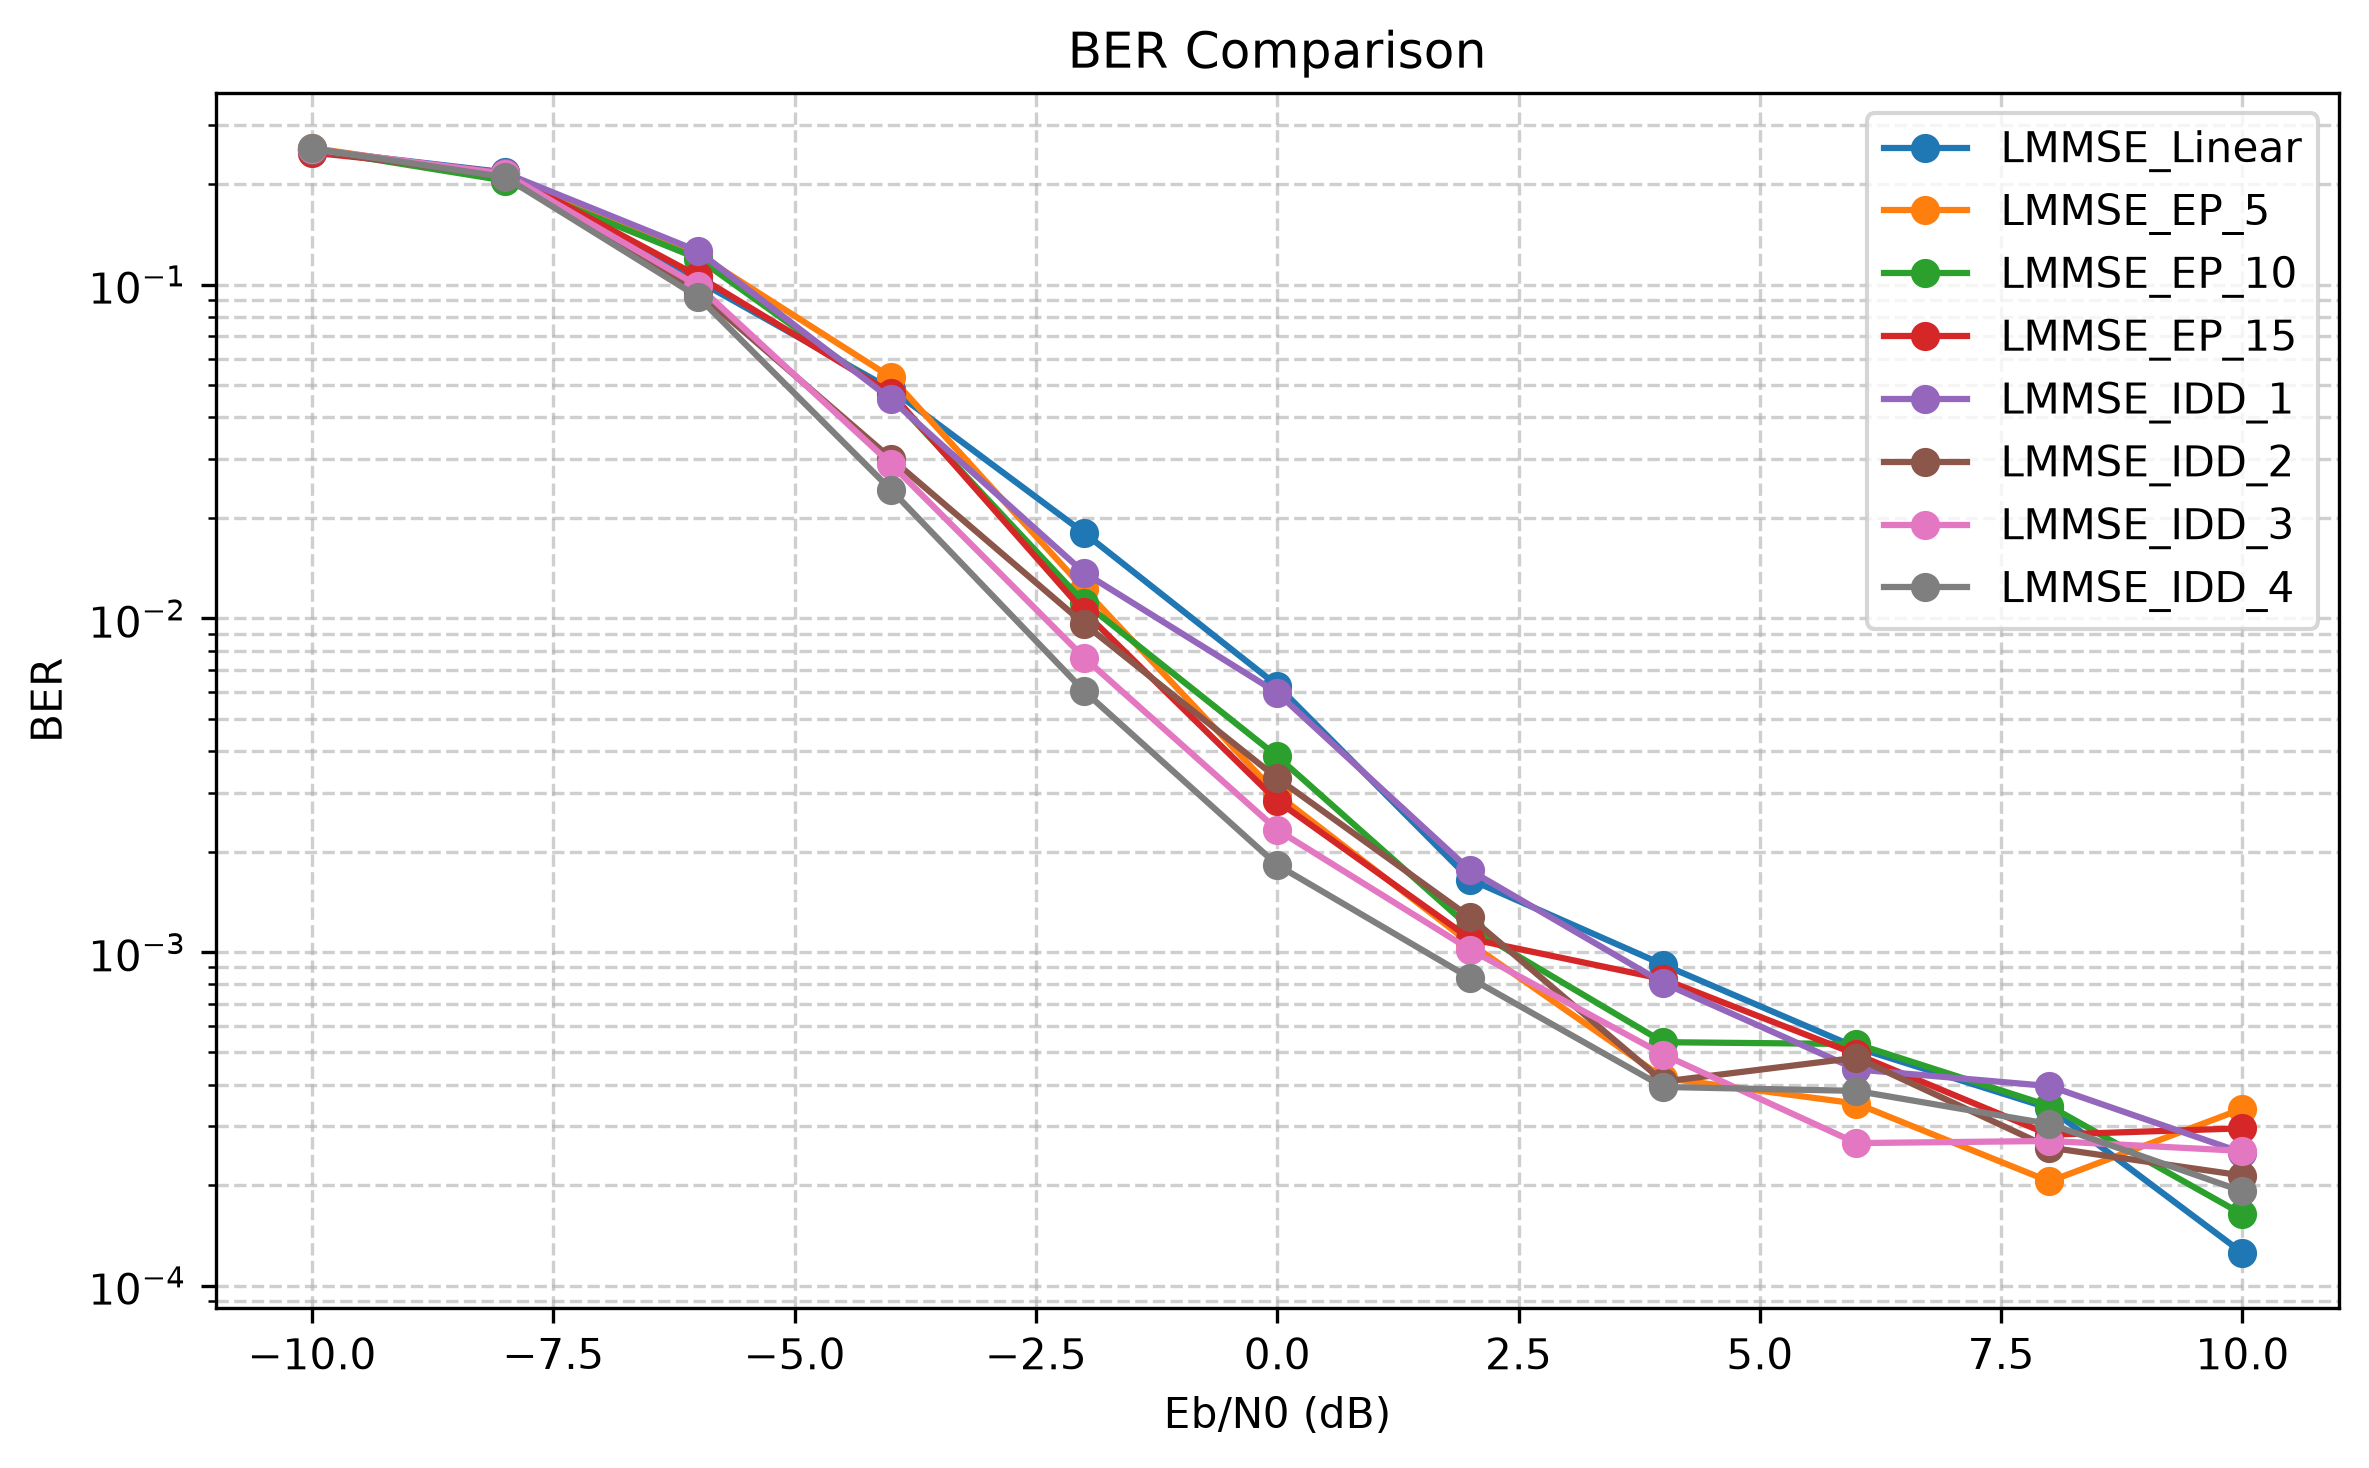 BER Comparison
LMMSE_Linear
LMMSE_EP_5
LMMSE_EP_10
LMMSE_EP_15
LMMSE_IDD_1
LMMSE_IDD_2
LMMSE_IDD_3
LMMSE_IDD_4
BER
10⁻¹
10⁻²
10⁻³
10⁻⁴
−10.0 −7.5 −5.0 −2.5 0.0 2.5 5.0 7.5 10.0
Eb/N0 (dB)